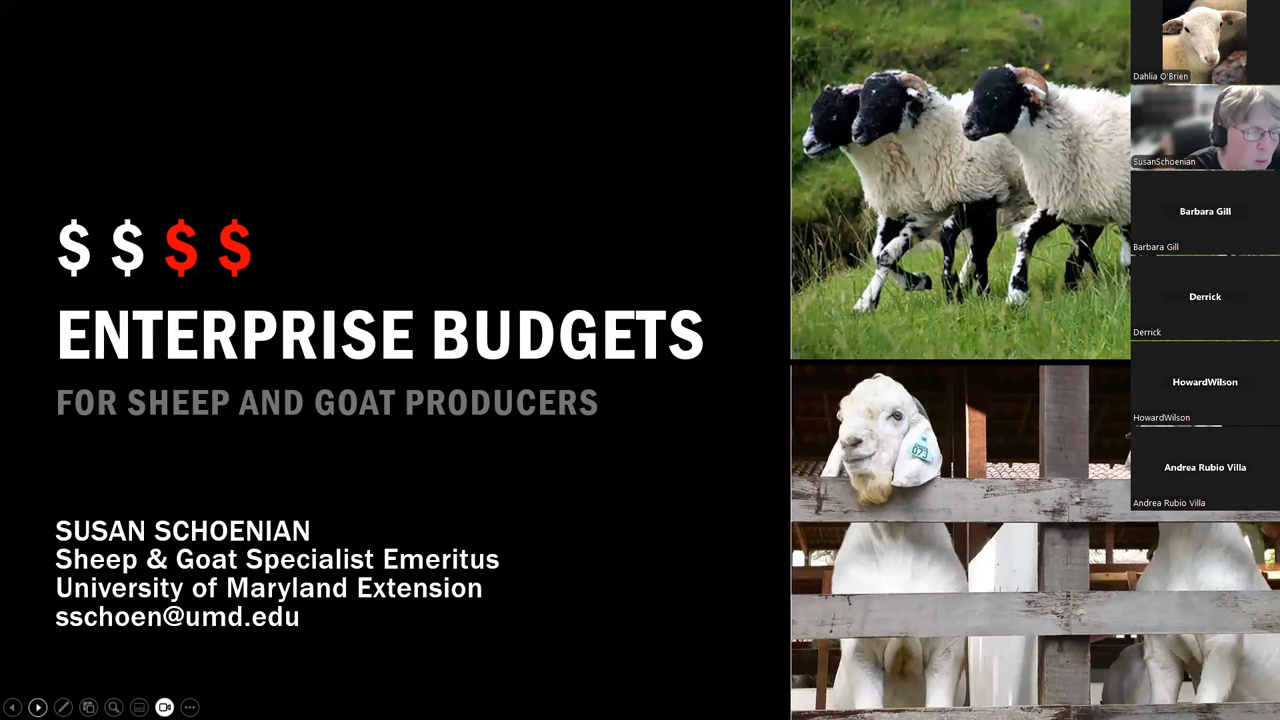 $ $ $ $
ENTERPRISE BUDGETS
FOR SHEEP AND GOAT PRODUCERS
SUSAN SCHOENIAN
Sheep & Goat Specialist Emeritus
University of Maryland Extension
sschoen@umd.edu
073
Dahlia O'Brien
SusanSchoenian
Barbara Gill
Barbara Gill
Derrick
Derrick
HowardWilson
HowardWilson
Andrea Rubio Villa
Andrea Rubio Villa